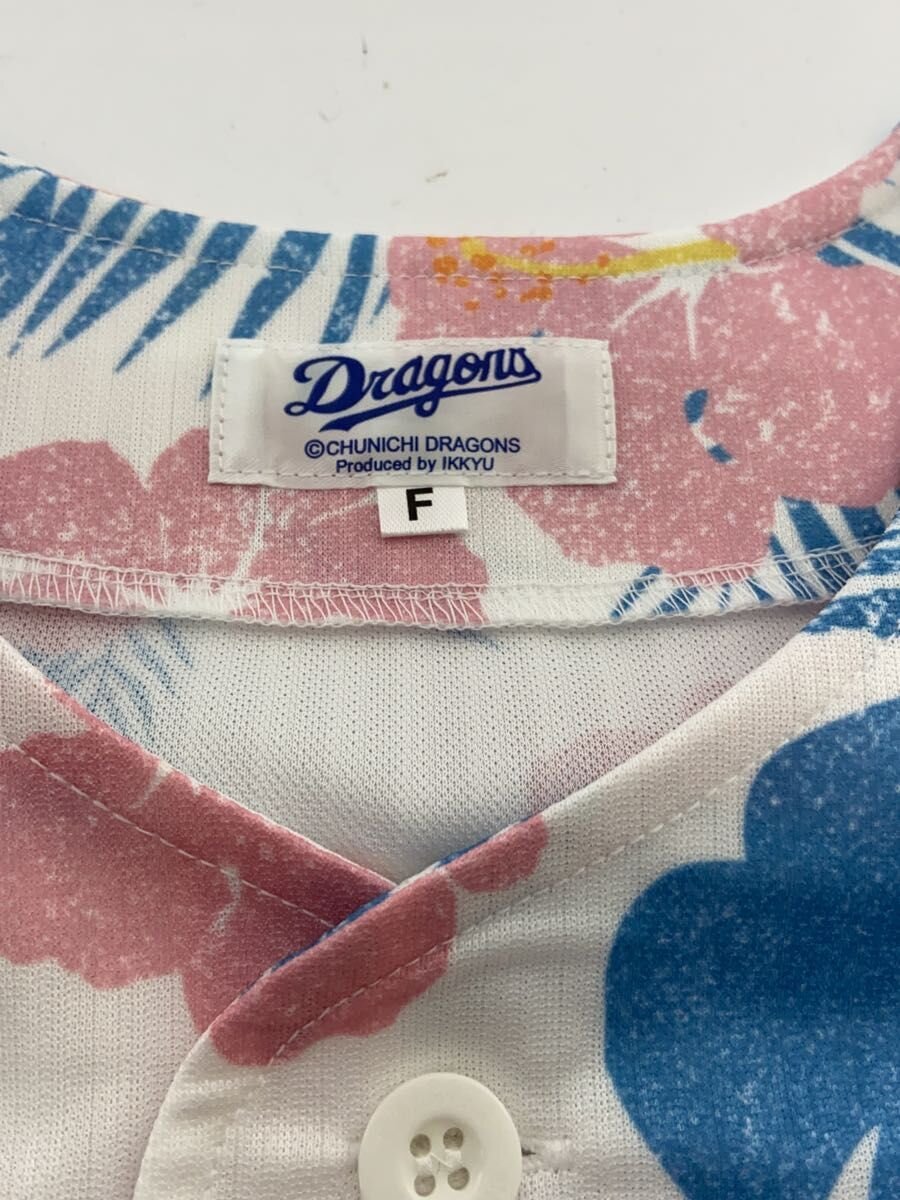 Dragons
©CHUNICHI DRAGONS
Produced by IKKYU
F